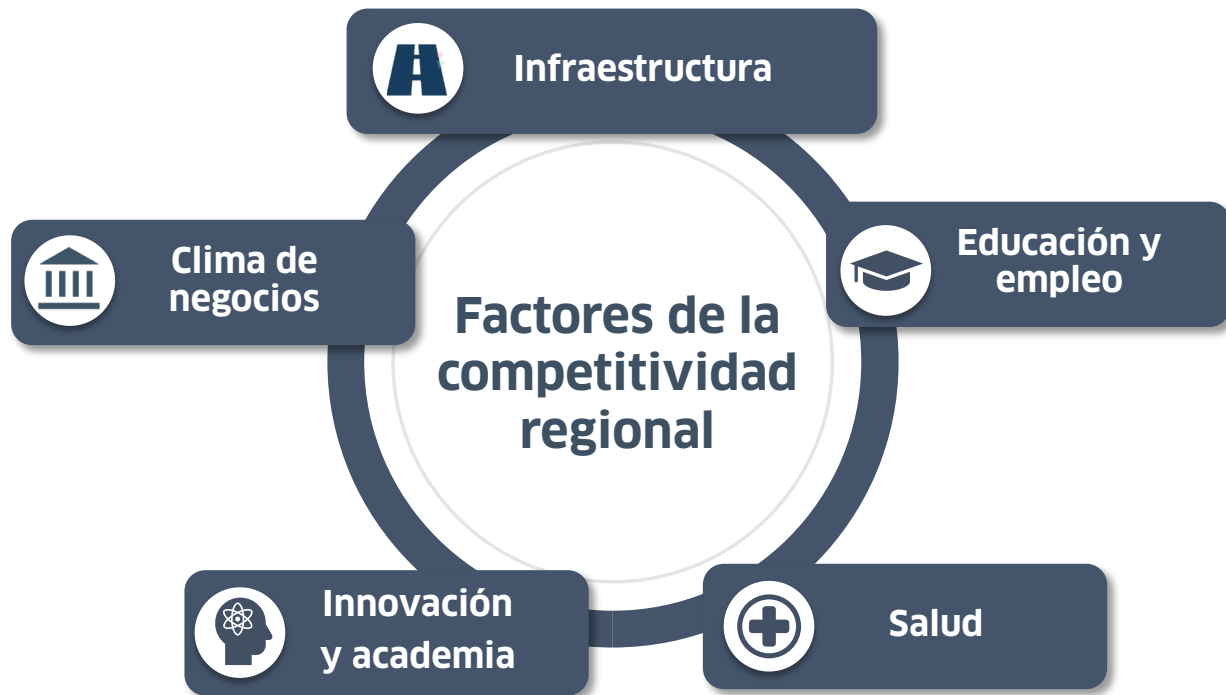 Infraestructura
Clima de
negocios
Educación y
empleo
Factores de la
competitividad
regional
Innovación
y academia
Salud